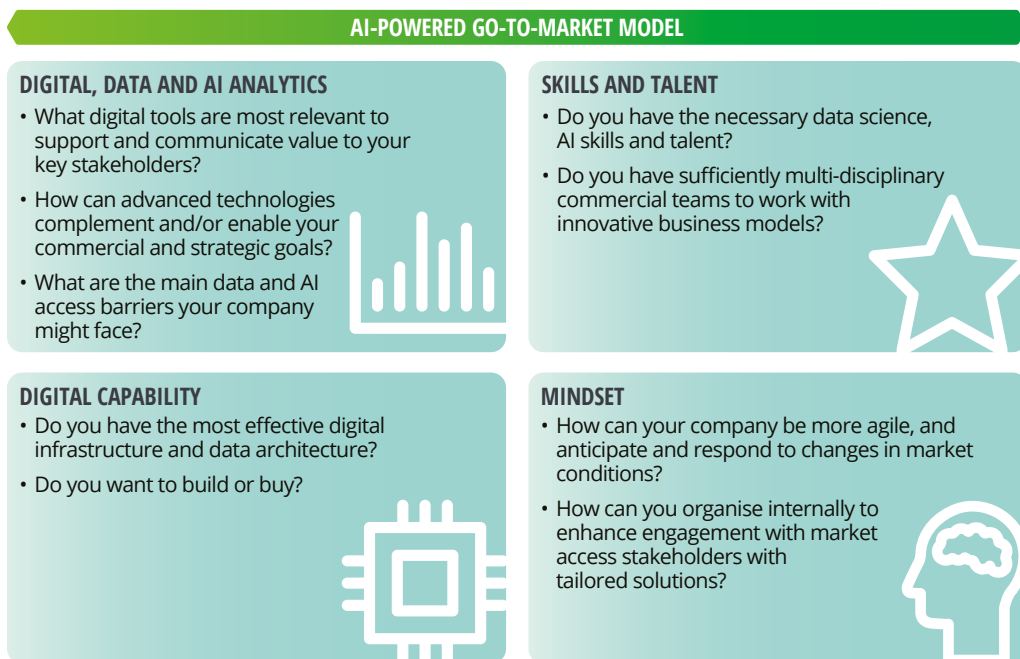 AI-POWERED GO-TO-MARKET MODEL
DIGITAL, DATA AND AI ANALYTICS
• What digital tools are most relevant to
support and communicate value to your
key stakeholders?
• How can advanced technologies
complement and/or enable your
commercial and strategic goals?
• What are the main data and AI
access barriers your company
might face?
SKILLS AND TALENT
• Do you have the necessary data science,
AI skills and talent?
• Do you have sufficiently multi-disciplinary
commercial teams to work with
innovative business models?
DIGITAL CAPABILITY
• Do you have the most effective digital
infrastructure and data architecture?
• Do you want to build or buy?
MINDSET
• How can your company be more agile, and
anticipate and respond to changes in market
conditions?
• How can you organise internally to
enhance engagement with market
access stakeholders with
tailored solutions?